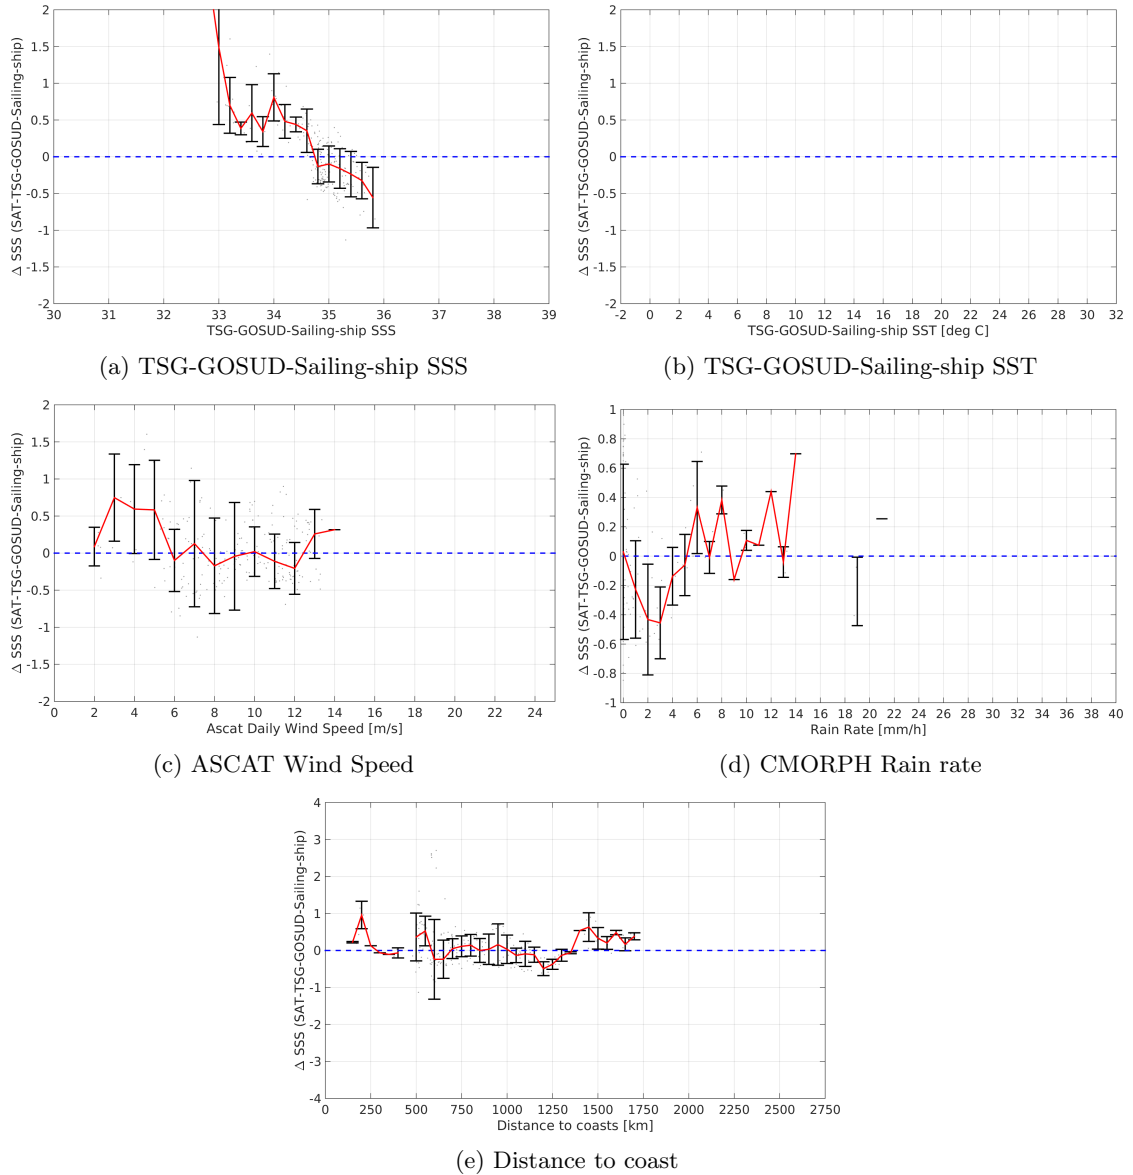 2
1.5
1
0.5
0
-0.5
-1
-1.5
-2
Δ SSS (SAT-TSG-GOSUD-Sailing-ship)
30 31 32 33 34 35 36 37 38 39
TSG-GOSUD-Sailing-ship SSS
(a) TSG-GOSUD-Sailing-ship SSS
2
1.5
1
0.5
0
-0.5
-1
-1.5
-2
Δ SSS (SAT-TSG-GOSUD-Sailing-ship)
-2 0 2 4 6 8 10 12 14 16 18 20 22 24 26 28 30 32
TSG-GOSUD-Sailing-ship SST [deg C]
(b) TSG-GOSUD-Sailing-ship SST
2
1.5
1
0.5
0
-0.5
-1
-1.5
-2
Δ SSS (SAT-TSG-GOSUD-Sailing-ship)
0 2 4 6 8 10 12 14 16 18 20 22 24
Ascat Daily Wind Speed [m/s]
(c) ASCAT Wind Speed
1
0.8
0.6
0.4
0.2
0
-0.2
-0.4
-0.6
-0.8
-1
Δ SSS (SAT-TSG-GOSUD-Sailing-ship)
0 2 4 6 8 10 12 14 16 18 20 22 24 26 28 30 32 34 36 38 40
Rain Rate [mm/h]
(d) CMORPH Rain rate
4
3
2
1
0
-1
-2
-3
-4
Δ SSS (SAT-TSG-GOSUD-Sailing-ship)
0 250 500 750 1000 1250 1500 1750 2000 2250 2500 2750
Distance to coasts [km]
(e) Distance to coast